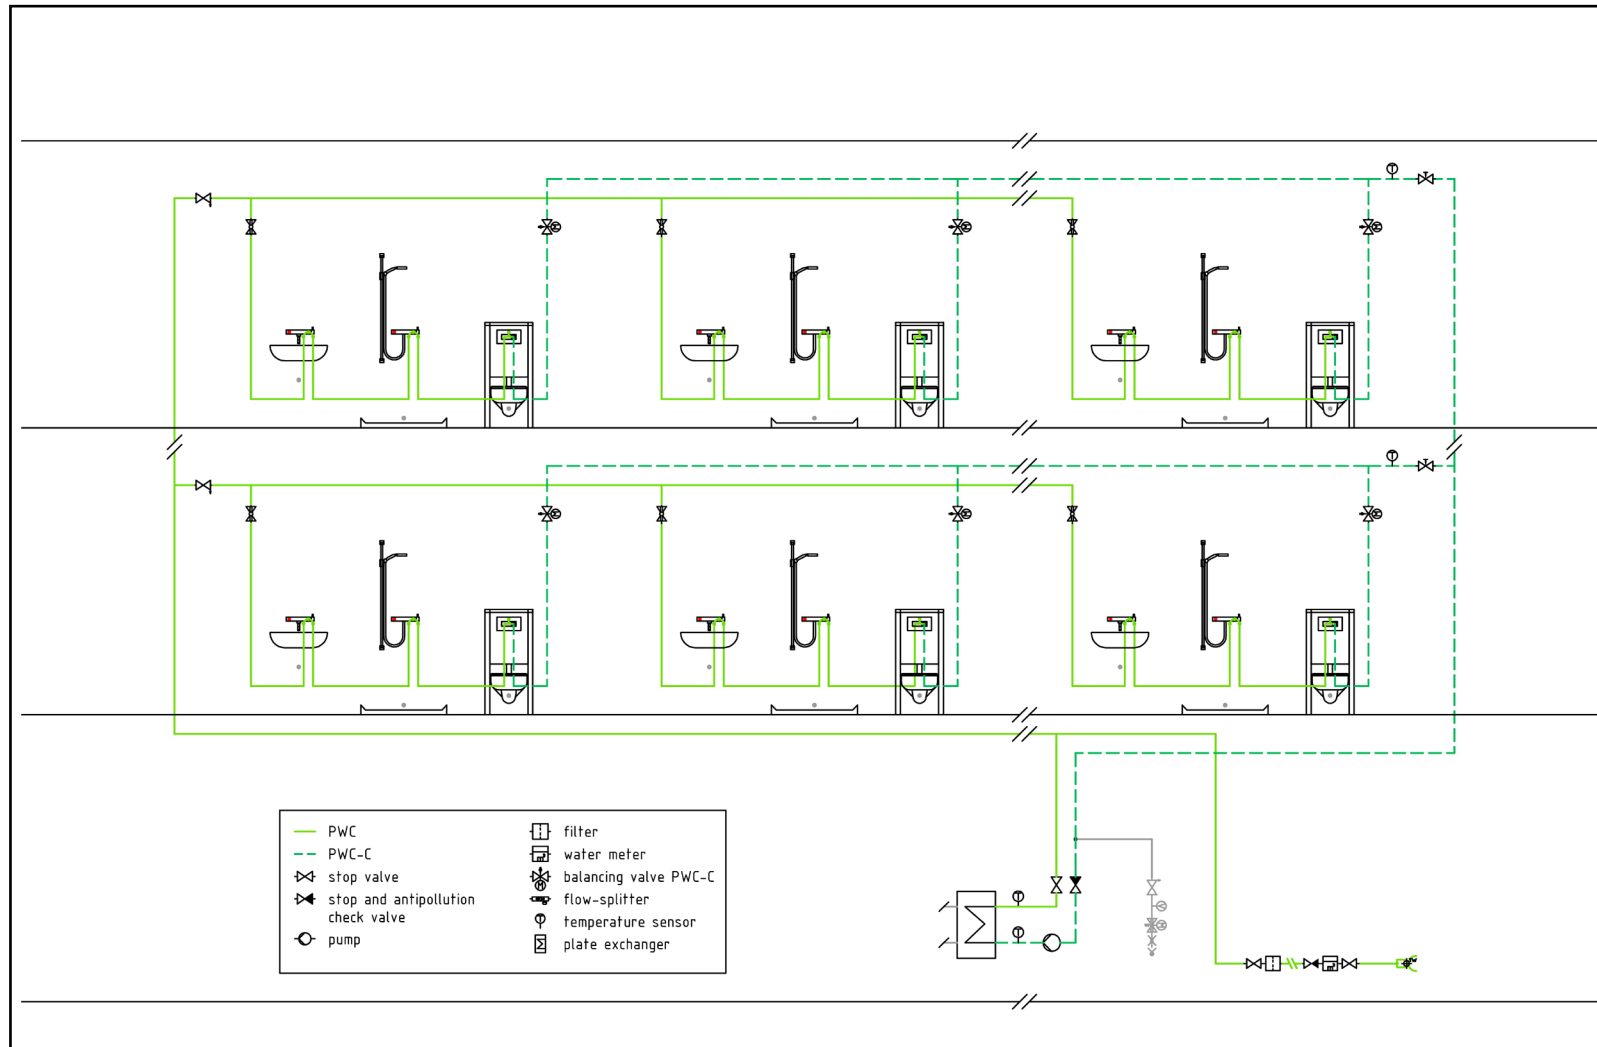 PWC
PWC-C
stop valve
stop and antipollution
check valve
pump
filter
water meter
balancing valve PWC-C
flow-splitter
temperature sensor
plate exchanger